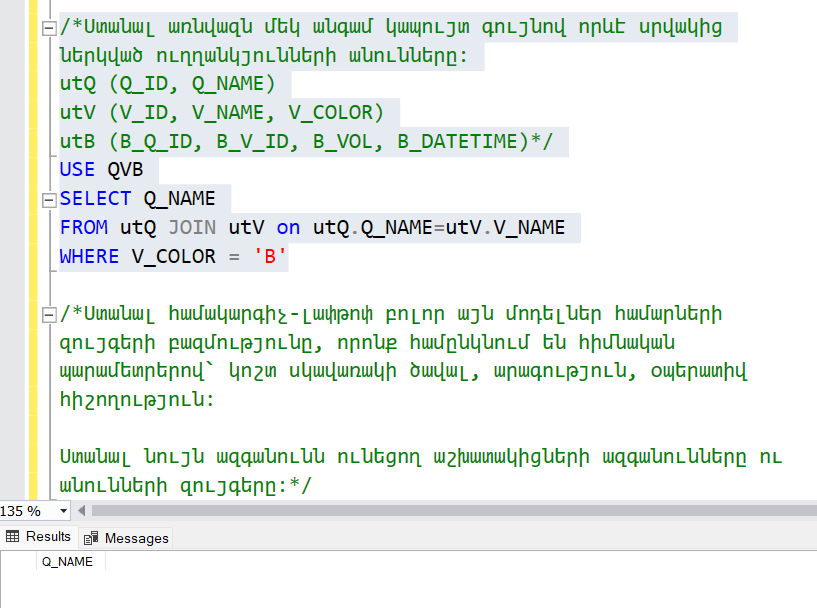 /*Ստանալ առնվազն մեկ անգամ կապույտ գույնով որևէ սրվակից
ներկված ուղղանկյունների անունները:
utQ (Q_ID, Q_NAME)
utV (V_ID, V_NAME, V_COLOR)
utB (B_Q_ID, B_V_ID, B_VOL, B_DATETIME)*/
USE QVB
SELECT Q_NAME
FROM utQ JOIN utV on utQ.Q_NAME=utV.V_NAME
WHERE V_COLOR = 'B'
/*Ստանալ համակարգիչ-լափթոփ բոլոր այն մոդելներ համարների
զույգերի բազմությունը, որոնք համընկնում են հիմնական
պարամետրերով՝ կոշտ սկավառակի ծավալ, արագություն, օպերատիվ
հիշողություն:
Ստանալ նույն ազգանունն ունեցող աշխատակիցների ազգանունները ու
անունների զույգերը:*/
135 %
Results Messages
Q_NAME